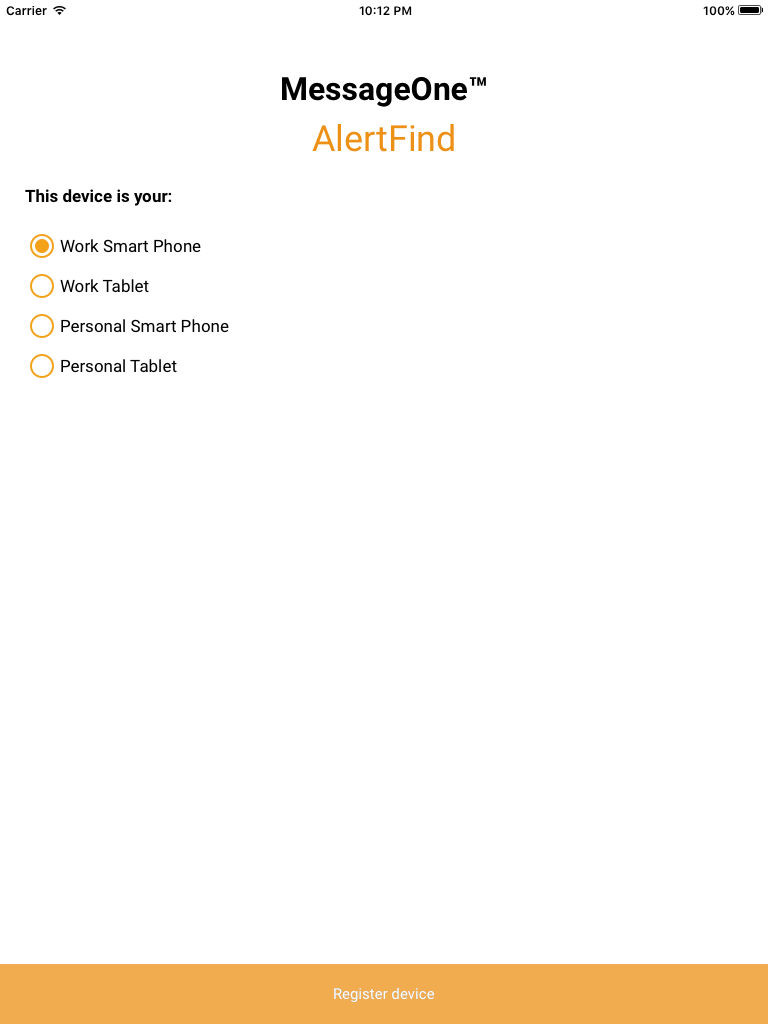 Carrier 10:12 PM 100%
MessageOne™
AlertFind
This device is your:
Work Smart Phone
Work Tablet
Personal Smart Phone
Personal Tablet
Register device